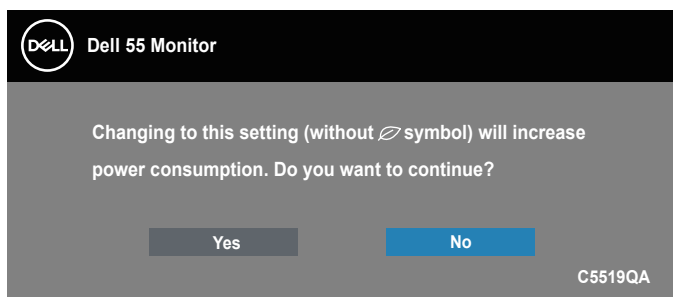 DELL Dell 55 Monitor
Changing to this setting (without symbol) will increase
power consumption. Do you want to continue?
Yes No
C5519QA